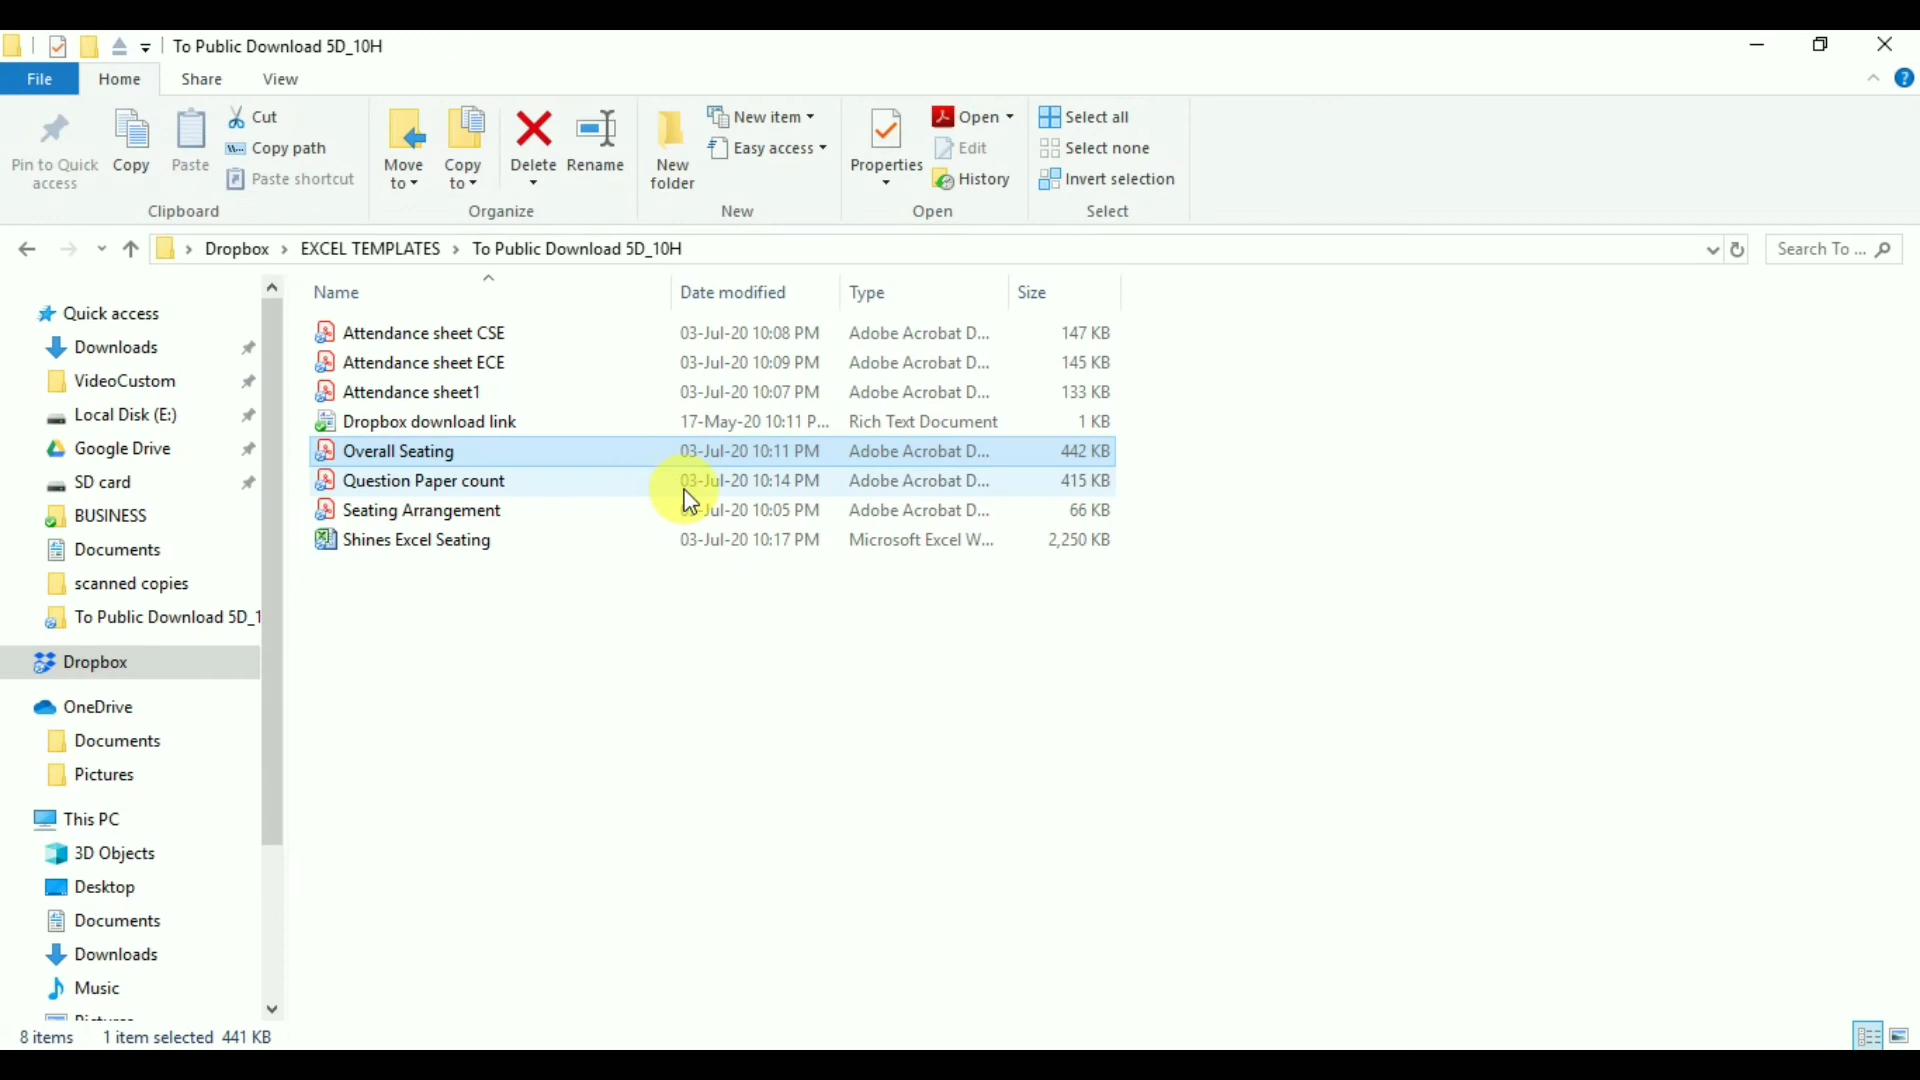 To Public Download 5D_10H
File Home Share View
Pin to Quick access
Copy
Paste
Cut
Copy path
Paste shortcut
Clipboard
Move to
Copy to
Delete
Rename
Organize
New folder
New item
Easy access
New
Properties
Open
Edit
History
Open
Select all
Select none
Invert selection
Select
Dropbox > EXCEL TEMPLATES > To Public Download 5D_10H
Search To ...
Quick access
Downloads
VideoCustom
Local Disk (E:)
Google Drive
SD card
BUSINESS
Documents
scanned copies
To Public Download 5D_1
Dropbox
OneDrive
Documents
Pictures
This PC
3D Objects
Desktop
Documents
Downloads
Music
Name Date modified Type Size
Attendance sheet CSE 03-Jul-20 10:08 PM Adobe Acrobat D... 147 KB
Attendance sheet ECE 03-Jul-20 10:09 PM Adobe Acrobat D... 145 KB
Attendance sheet1 03-Jul-20 10:07 PM Adobe Acrobat D... 133 KB
Dropbox download link 17-May-20 10:11 P... Rich Text Document 1 KB
Overall Seating 03-Jul-20 10:11 PM Adobe Acrobat D... 442 KB
Question Paper count 03-Jul-20 10:14 PM Adobe Acrobat D... 415 KB
Seating Arrangement Jul-20 10:05 PM Adobe Acrobat D... 66 KB
Shines Excel Seating 03-Jul-20 10:17 PM Microsoft Excel W... 2,250 KB
8 items 1 item selected 441 KB